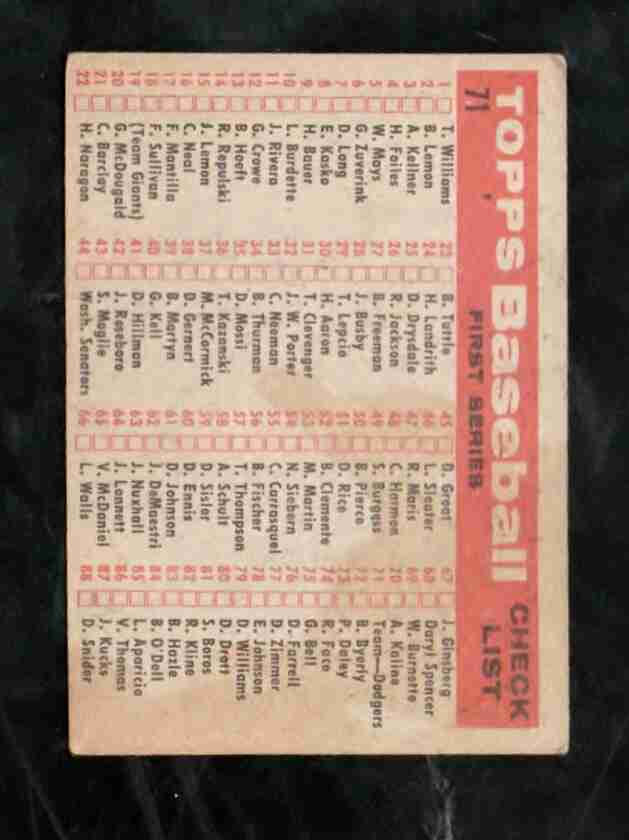 71
TOPPS Baseball
CHECK LIST
FIRST SERIES
1 T. Williams
2 B. Lemon
3 A. Kellner
4 H. Foiles
5 W. Mays
6 G. Zuverink
7 D. Long
8 E. Kasko
9 H. Bauer
10 L. Burdette
11 J. Rivera
12 G. Crowe
13 B. Hoeft
14 R. Repulski
15 J. Lemon
16 C. Neal
17 F. Mantilla
18 F. Sullivan
19 (Team Giants)
20 G. McDougald
21 C. Barclay
22 H. Naragon
23 B. Tuttle
24 H. Landrith
25 D. Drysdale
26 R. Jackson
27 B. Freeman
28 J. Busby
29 T. Lepcio
30 H. Aaron
31 T. Clevenger
32 J. W. Porter
33 C. Neeman
34 B. Thurman
35 D. Mossi
36 T. Kazanski
37 M. McCormick
38 D. Gernert
39 B. Martyn
40 G. Kell
41 D. Hillman
42 J. Roseboro
43 S. Maglie
44 Wash. Senators
45 D. Groat
46 L. Sleater
47 R. Maris
48 C. Harmon
49 S. Burgess
50 B. Pierce
51 D. Rice
52 B. Clemente
53 M. Martin
54 N. Siebern
55 C. Carrasquel
56 B. Fischer
57 T. Thompson
58 A. Schult
59 D. Sisler
60 D. Ennis
61 D. Johnson
62 J. DeMaestri
63 J. Nuxhall
64 J. Lonnett
65 V. McDaniel
66 L. Walls
67 J. Ginsberg
68 Daryl Spencer
69 W. Burnette
70 A. Kaline
71 Team—Dodgers
72 B. Byerly
73 P. Daley
74 R. Face
75 G. Bell
76 D. Farrell
77 D. Zimmer
78 E. Johnson
79 D. Williams
80 D. Drott
81 S. Boros
82 R. Kline
83 B. Hazle
84 B. O'Dell
85 L. Aparicio
86 V. Thomas
87 J. Kucks
88 D. Snider